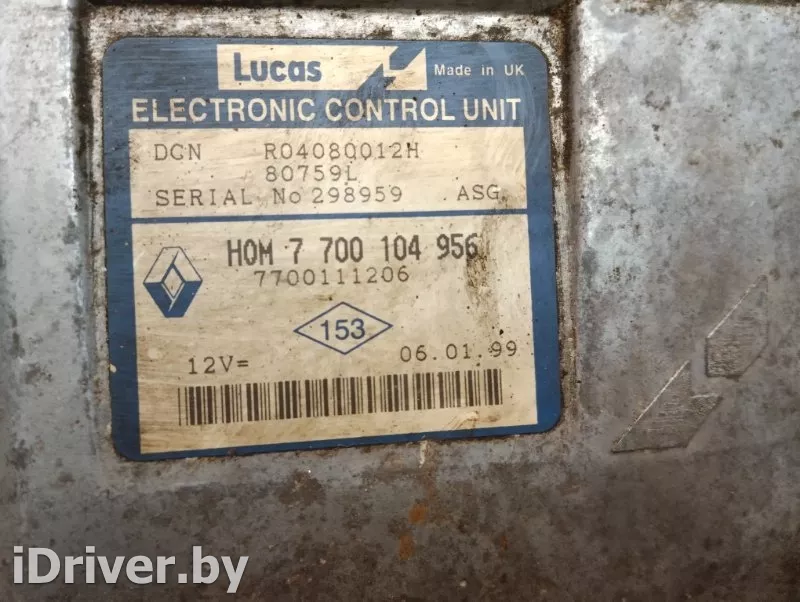 Lucas
Made in UK
ELECTRONIC CONTROL UNIT
DCN R04080012H
80759L
SERIAL No 298959 ASG
HOM 7 700 104 956
7700111206
153
12V=
06.01.99
iDriver.by